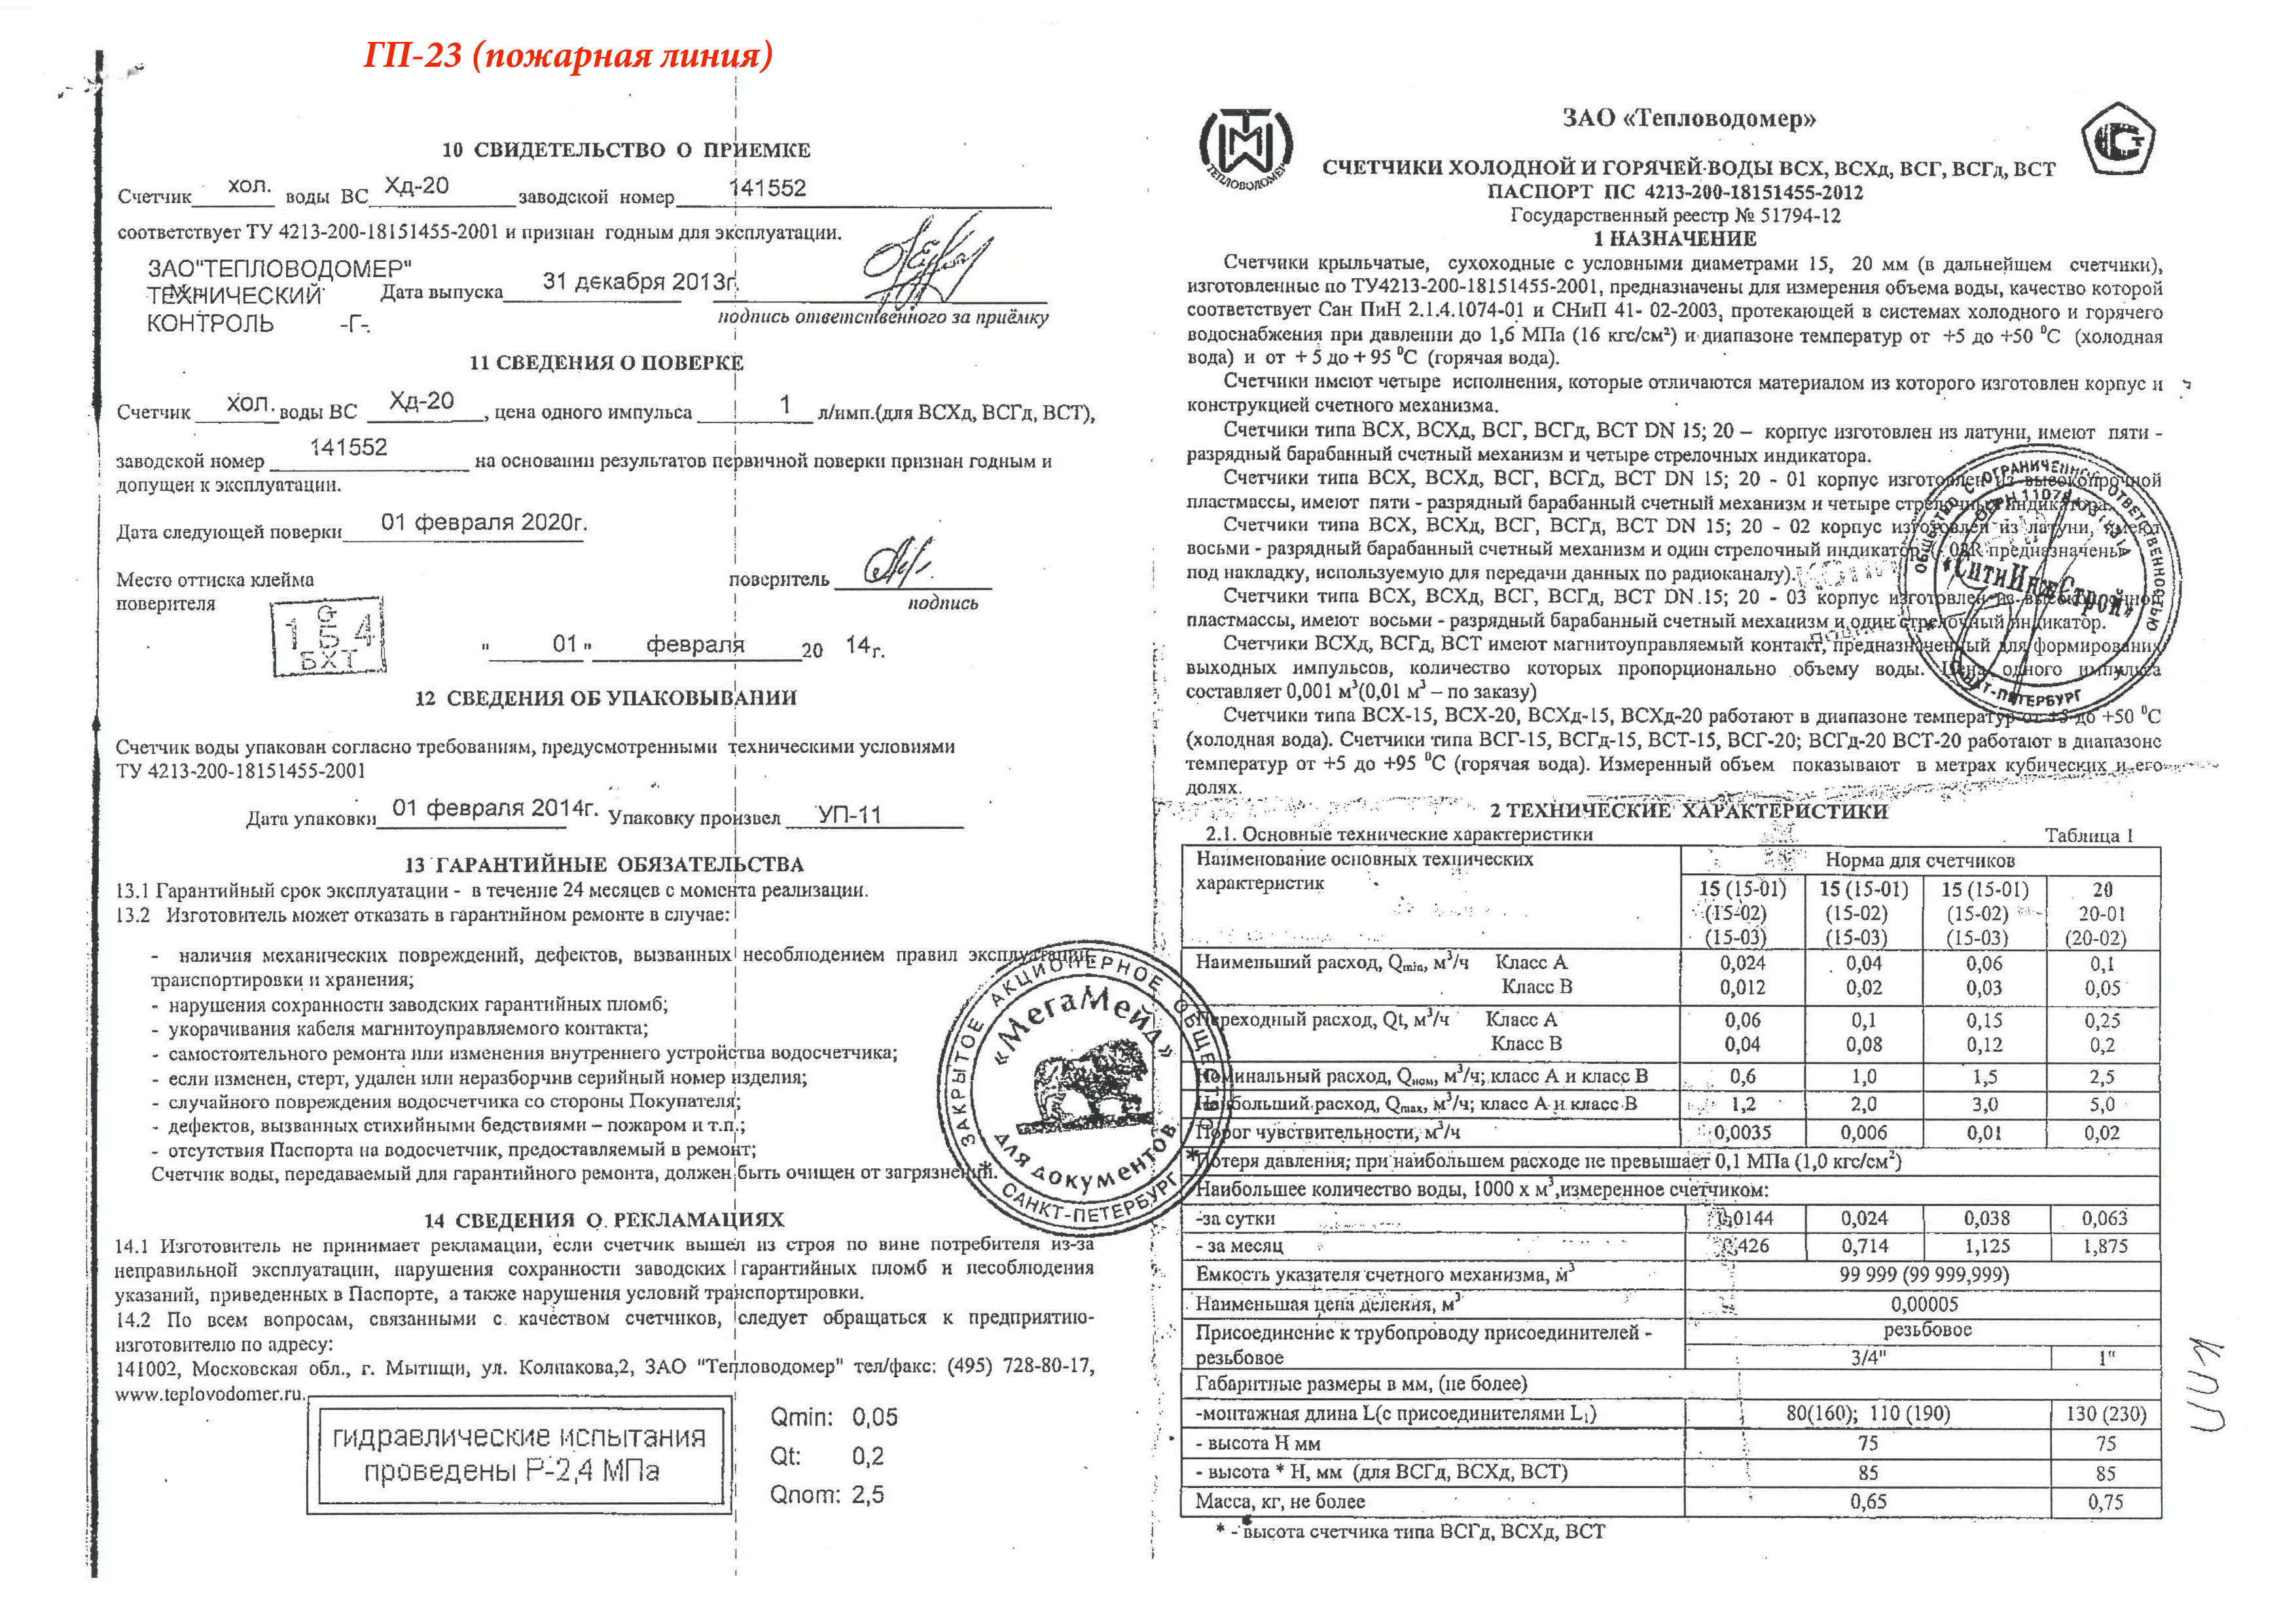 ГП-23 (пожарная линия)
10 СВИДЕТЕЛЬСТВО О ПРИЕМКЕ
Счетчик хол. воды ВС Хд-20 заводской номер 141552
соответствует ТУ 4213-200-18151455-2001 и признан годным для эксплуатации.
ЗАО"ТЕПЛОВОДОМЕР"
ТЕХНИЧЕСКИЙ
КОНТРОЛЬ -Г-.
Дата выпуска 31 декабря 2013г.
подпись ответственного за приёмку
11 СВЕДЕНИЯ О ПОВЕРКЕ
Счетчик хол. воды ВС Хд-20, цена одного импульса 1 л/имп.(для ВСХд, ВСГд, ВСТ),
заводской номер 141552 на основании результатов первичной поверки признан годным и
допущен к эксплуатации.
Дата следующей поверки 01 февраля 2020г.
Место оттиска клейма поверитель
поверителя подпись
154
БХТ
" 01 " февраля 20 14г.
12 СВЕДЕНИЯ ОБ УПАКОВЫВАНИИ
Счетчик воды упакован согласно требованиям, предусмотренными техническими условиями
ТУ 4213-200-18151455-2001
Дата упаковки 01 февраля 2014г. Упаковку произвел УП-11
13 ГАРАНТИЙНЫЕ ОБЯЗАТЕЛЬСТВА
13.1 Гарантийный срок эксплуатации - в течение 24 месяцев с момента реализации.
13.2 Изготовитель может отказать в гарантийном ремонте в случае:
- наличия механических повреждений, дефектов, вызванных несоблюдением правил эксплуатации,
транспортировки и хранения;
- нарушения сохранности заводских гарантийных пломб;
- укорачивания кабеля магнитоуправляемого контакта;
- самостоятельного ремонта или изменения внутреннего устройства водосчетчика;
- если изменен, стерт, удален или неразборчив серийный номер изделия;
- случайного повреждения водосчетчика со стороны Покупателя;
- дефектов, вызванных стихийными бедствиями – пожаром и т.п.;
- отсутствия Паспорта на водосчетчик, предоставляемый в ремонт;
Счетчик воды, передаваемый для гарантийного ремонта, должен быть очищен от загрязнений.
14 СВЕДЕНИЯ О РЕКЛАМАЦИЯХ
14.1 Изготовитель не принимает рекламации, если счетчик вышел из строя по вине потребителя из-за
неправильной эксплуатации, нарушения сохранности заводских гарантийных пломб и несоблюдения
указаний, приведенных в Паспорте, а также нарушения условий транспортировки.
14.2 По всем вопросам, связанными с качеством счетчиков, следует обращаться к предприятию-
изготовителю по адресу:
141002, Московская обл., г. Мытищи, ул. Колпакова,2, ЗАО "Тепловодомер" тел/факс: (495) 728-80-17,
www.teplovodomer.ru.
гидравлические испытания
проведены Р-2,4 МПа
Qmin: 0,05
Qt: 0,2
Qnom: 2,5
ЗАКРЫТОЕ АКЦИОНЕРНОЕ ОБЩЕСТВО
«МегаМейд»
для документов
* САНКТ-ПЕТЕРБУРГ *
ТЕПЛОВОДОМЕР
ЗАО «Тепловодомер»
СЧЕТЧИКИ ХОЛОДНОЙ И ГОРЯЧЕЙ ВОДЫ ВСХ, ВСХд, ВСГ, ВСГд, ВСТ
ПАСПОРТ ПС 4213-200-18151455-2012
Государственный реестр № 51794-12
1 НАЗНАЧЕНИЕ
Счетчики крыльчатые, сухоходные с условными диаметрами 15, 20 мм (в дальнейшем счетчики),
изготовленные по ТУ4213-200-18151455-2001, предназначены для измерения объема воды, качество которой
соответствует Сан ПиН 2.1.4.1074-01 и СНиП 41- 02-2003, протекающей в системах холодного и горячего
водоснабжения при давлении до 1,6 МПа (16 кгс/см²) и диапазоне температур от +5 до +50 ⁰С (холодная
вода) и от + 5 до + 95 ⁰С (горячая вода).
Счетчики имеют четыре исполнения, которые отличаются материалом из которого изготовлен корпус и
конструкцией счетного механизма.
Счетчики типа ВСХ, ВСХд, ВСГ, ВСГд, ВСТ DN 15; 20 – корпус изготовлен из латуни, имеют пяти -
разрядный барабанный счетный механизм и четыре стрелочных индикатора.
Счетчики типа ВСХ, ВСХд, ВСГ, ВСГд, ВСТ DN 15; 20 - 01 корпус изготовлен из высокопрочной
пластмассы, имеют пяти - разрядный барабанный счетный механизм и четыре стрелочных индикатора.
Счетчики типа ВСХ, ВСХд, ВСГ, ВСГд, ВСТ DN 15; 20 - 02 корпус изготовлен из латуни, имеют
восьми - разрядный барабанный счетный механизм и один стрелочный индикатор ( - 02R предназначены
под накладку, используемую для передачи данных по радиоканалу).
Счетчики типа ВСХ, ВСХд, ВСГ, ВСГд, ВСТ DN 15; 20 - 03 корпус изготовлен из высокопрочной
пластмассы, имеют восьми - разрядный барабанный счетный механизм и один стрелочный индикатор.
Счетчики ВСХд, ВСГд, ВСТ имеют магнитоуправляемый контакт, предназначенный для формирования
выходных импульсов, количество которых пропорционально объему воды. Цена одного импульса
составляет 0,001 м³(0,01 м³ – по заказу)
Счетчики типа ВСХ-15, ВСХ-20, ВСХд-15, ВСХд-20 работают в диапазоне температур от +5 до +50 ⁰С
(холодная вода). Счетчики типа ВСГ-15, ВСГд-15, ВСТ-15, ВСГ-20; ВСГд-20 ВСТ-20 работают в диапазоне
температур от +5 до +95 ⁰С (горячая вода). Измеренный объем показывают в метрах кубических и его
долях.
ОБЩЕСТВО С ОГРАНИЧЕННОЙ ОТВЕТСТВЕННОСТЬЮ
«СитиИнжСтрой»
САНКТ-ПЕТЕРБУРГ
2 ТЕХНИЧЕСКИЕ ХАРАКТЕРИСТИКИ
2.1. Основные технические характеристики Таблица 1
Наименование основных технических Норма для счетчиков
характеристик 15 (15-01) 15 (15-01) 15 (15-01) 20
(15-02) (15-02) (15-02) 20-01
(15-03) (15-03) (15-03) (20-02)
Наименьший расход, Qmin, м³/ч Класс А 0,024 0,04 0,06 0,1
Класс В 0,012 0,02 0,03 0,05
Переходный расход, Qt, м³/ч Класс А 0,06 0,1 0,15 0,25
Класс В 0,04 0,08 0,12 0,2
Номинальный расход, Qном, м³/ч; класс А и класс В 0,6 1,0 1,5 2,5
Наибольший расход, Qmax, м³/ч; класс А и класс В 1,2 2,0 3,0 5,0
Порог чувствительности, м³/ч 0,0035 0,006 0,01 0,02
Потеря давления; при наибольшем расходе не превышает 0,1 МПа (1,0 кгс/см²)
Наибольшее количество воды, 1000 х м³,измеренное счетчиком:
-за сутки 0,0144 0,024 0,038 0,063
- за месяц 0,426 0,714 1,125 1,875
Емкость указателя счетного механизма, м³ 99 999 (99 999,999)
Наименьшая цена деления, м³ 0,00005
Присоединение к трубопроводу присоединителей - резьбовое
резьбовое 3/4" 1"
Габаритные размеры в мм, (не более)
-монтажная длина L(с присоединителями L₁) 80(160); 110 (190) 130 (230)
- высота Н мм 75 75
- высота * Н, мм (для ВСГд, ВСХд, ВСТ) 85 85
Масса, кг, не более 0,65 0,75
* - высота счетчика типа ВСГд, ВСХд, ВСТ